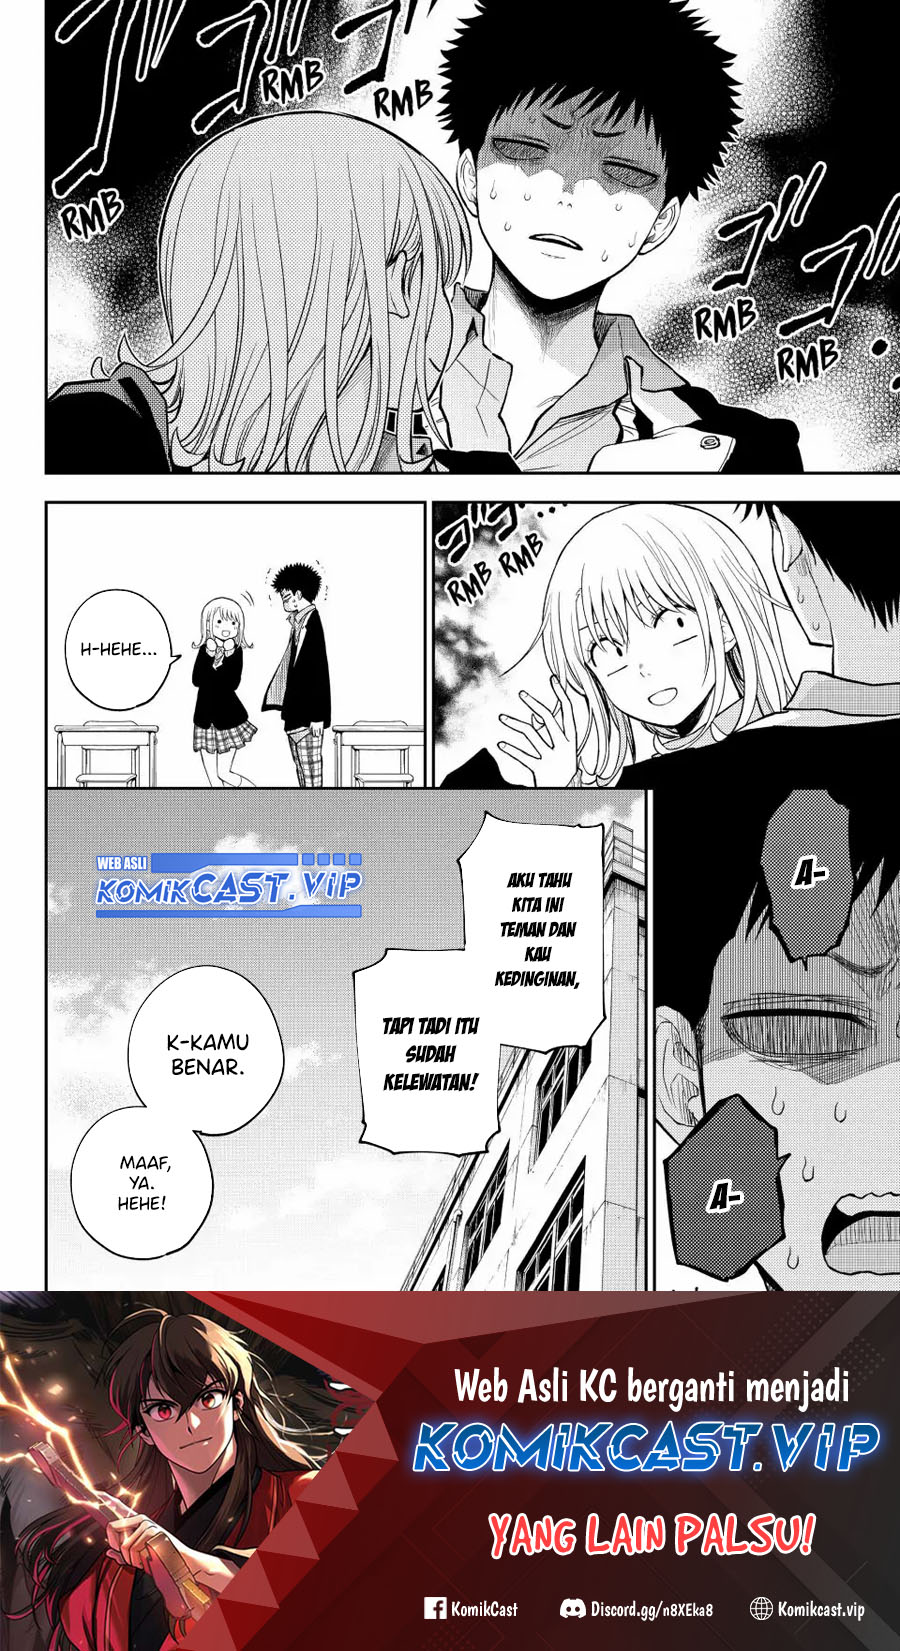 ゴゴゴ
RMB
RMB
RMB
ゴゴ
RMB
RMB
ゴゴ...
RMB
RMB
H-HEHE...
A-
AKU TAHU
KITA INI
TEMAN DAN
KAU
KEDINGINAN,
TAPI TADI ITU
SUDAH
KELEWATAN!
WEB ASLI
KOMIKCAST.VIP
K-KAMU
BENAR.
MAAF,
YA.
HEHE!
A-
Web Asli KC berganti menjadi
KOMIKCAST.VIP
YANG LAIN PALSU!
KomikCast
Discord.gg/n8XEka8
Komikcast.vip